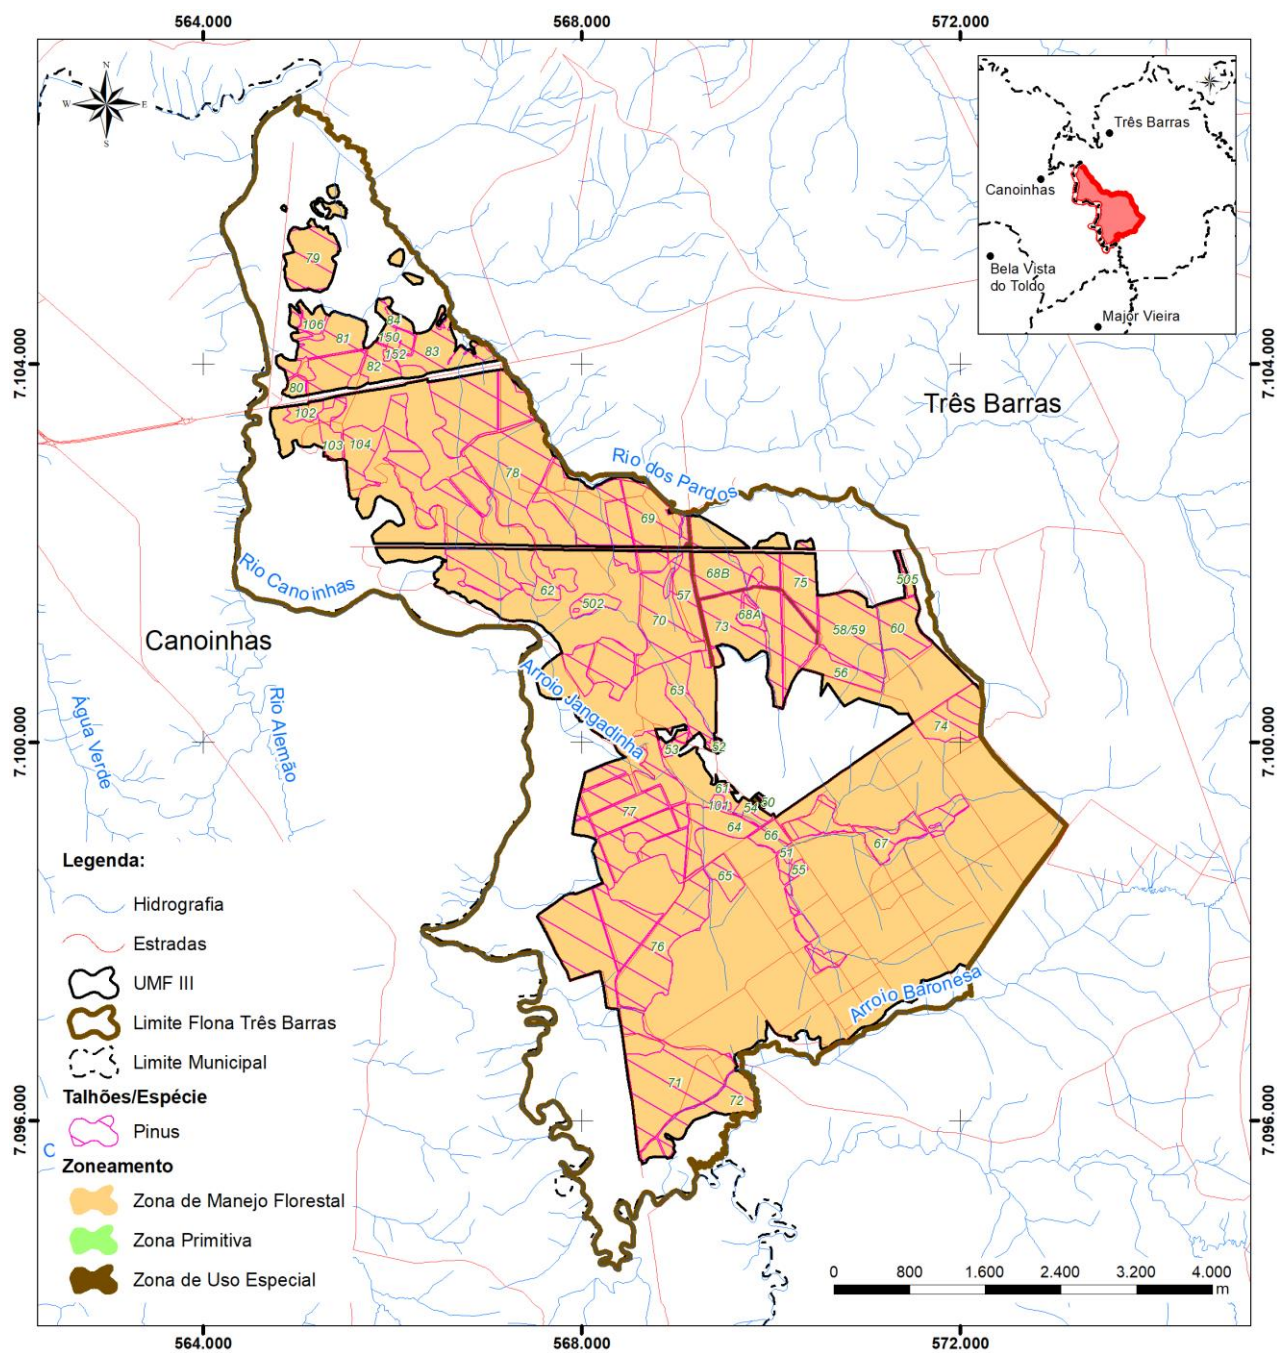 564.000
568.000
572.000
N
W
E
S
Três Barras
Canoinhas
Bela Vista
do Toldo
Major Vieira
7.104.000
7.104.000
79
106
84
81
150
83
152
82
80
102
103
104
Três Barras
Rio dos Pardos
78
69
68B
75
505
Rio Canoinhas
62
502
57
68A
70
73
58/59
60
Canoinhas
56
63
Arroio Jangadinha
74
Água Verde
Rio Alemão
7.100.000
7.100.000
53
52
61
101
54
50
77
64
66
67
51
55
65
76
Arroio Baronesa
71
72
7.096.000
7.096.000
C
Legenda:
Hidrografia
Estradas
UMF III
Limite Flona Três Barras
Limite Municipal
Talhões/Espécie
Pinus
Zoneamento
Zona de Manejo Florestal
Zona Primitiva
Zona de Uso Especial
0 800 1.600 2.400 3.200 4.000
m
564.000
568.000
572.000